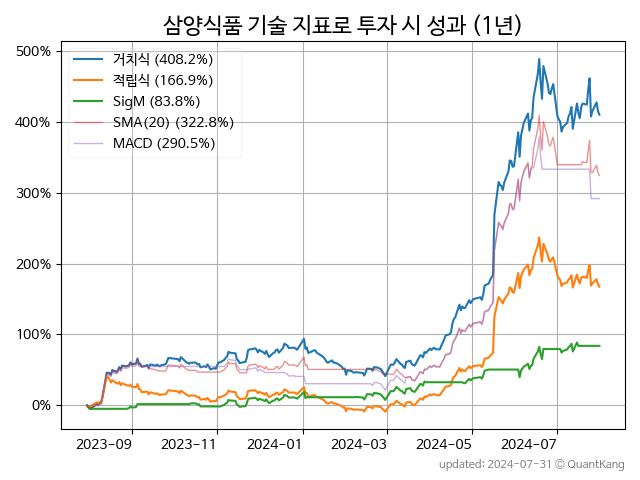 삼양식품 기술 지표로 투자 시 성과 (1년)
거치식 (408.2%)
적립식 (166.9%)
SigM (83.8%)
SMA(20) (322.8%)
MACD (290.5%)
500%
400%
300%
200%
100%
0%
2023-09 2023-11 2024-01 2024-03 2024-05 2024-07
updated: 2024-07-31 © QuantKang